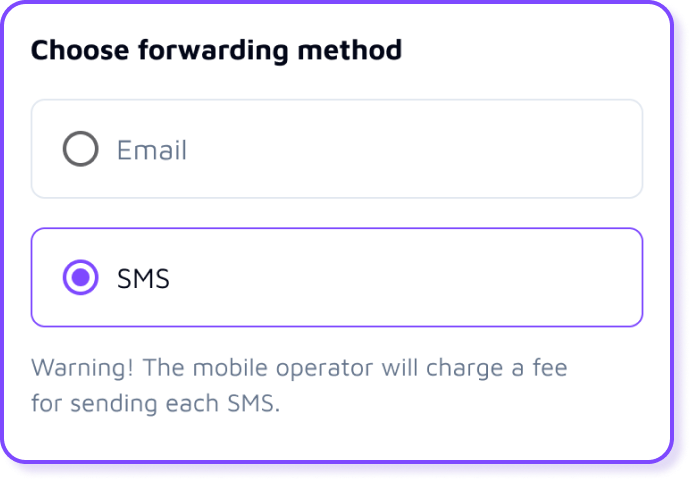 Choose forwarding method
Email
SMS
Warning! The mobile operator will charge a fee
for sending each SMS.